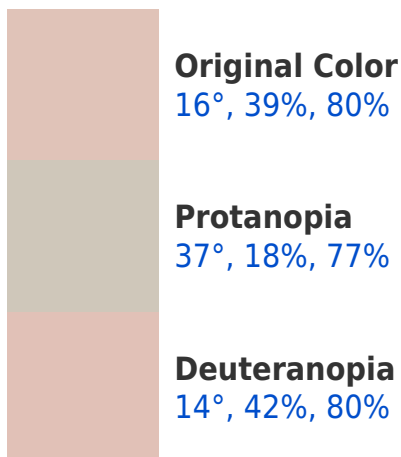 Original Color
16°, 39%, 80%
Protanopia
37°, 18%, 77%
Deuteranopia
14°, 42%, 80%